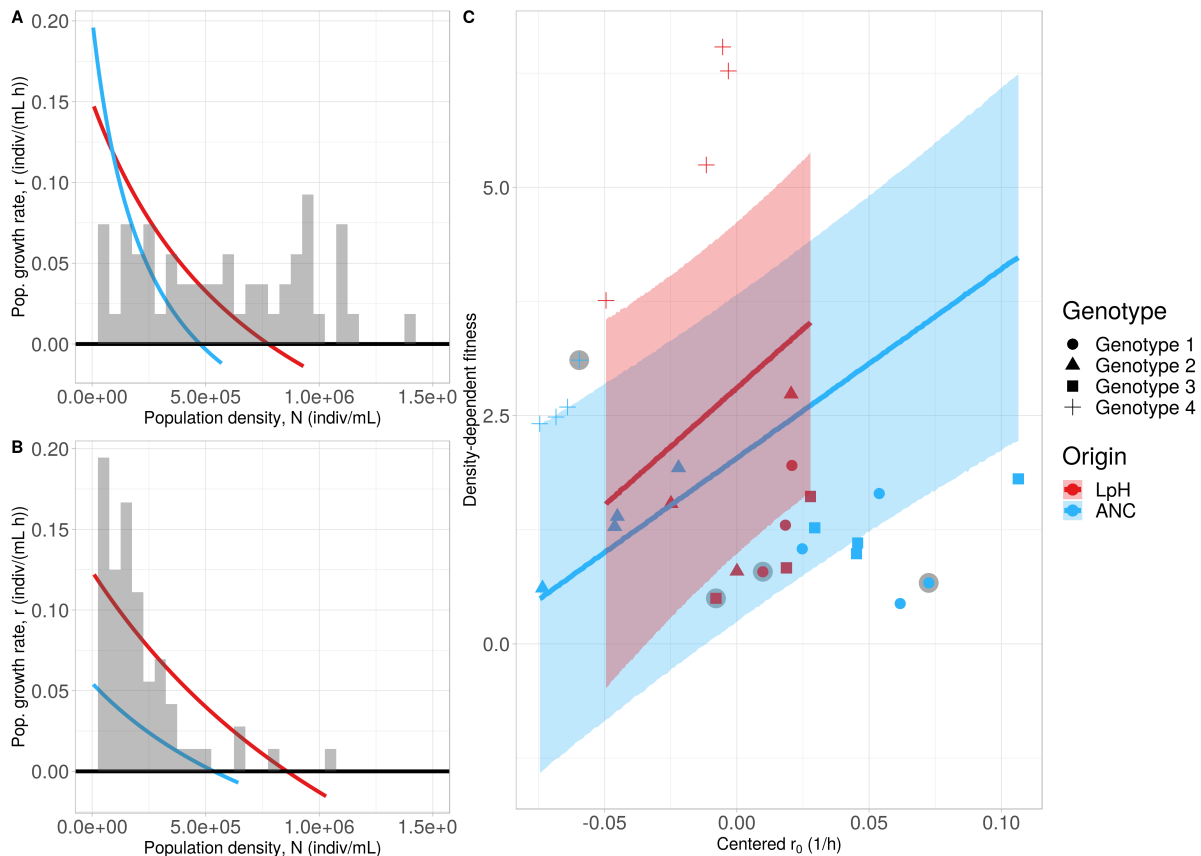 A
Pop. growth rate, r (indiv/(mL h))
0.20
0.15
0.10
0.05
0.00
0.0e+00
5.0e+05
1.0e+06
1.5e+0
Population density, N (indiv/mL)
B
Pop. growth rate, r (indiv/(mL h))
0.20
0.15
0.10
0.05
0.00
0.0e+00
5.0e+05
1.0e+06
1.5e+0
Population density, N (indiv/mL)
C
Density-dependent fitness
5.0
2.5
0.0
-0.05
0.00
0.05
0.10
Centered r₀ (1/h)
Genotype
Genotype 1
Genotype 2
Genotype 3
Genotype 4
Origin
LpH
ANC